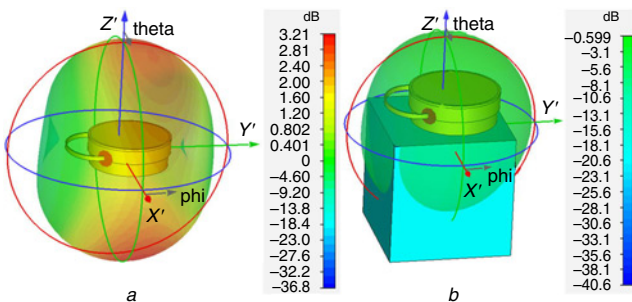 Z' theta
Y'
phi
X'
a
dB
3.21
2.81
2.41
2.00
1.60
1.20
0.802
0.401
0
−4.60
−9.20
−13.8
−18.4
−23.0
−27.6
−32.2
−36.8
Z' theta
Y'
phi
X'
b
dB
−0.599
−3.1
−5.6
−8.1
−10.6
−13.1
−15.6
−18.1
−20.6
−23.1
−25.6
−28.1
−30.6
−33.1
−35.6
−38.1
−40.6